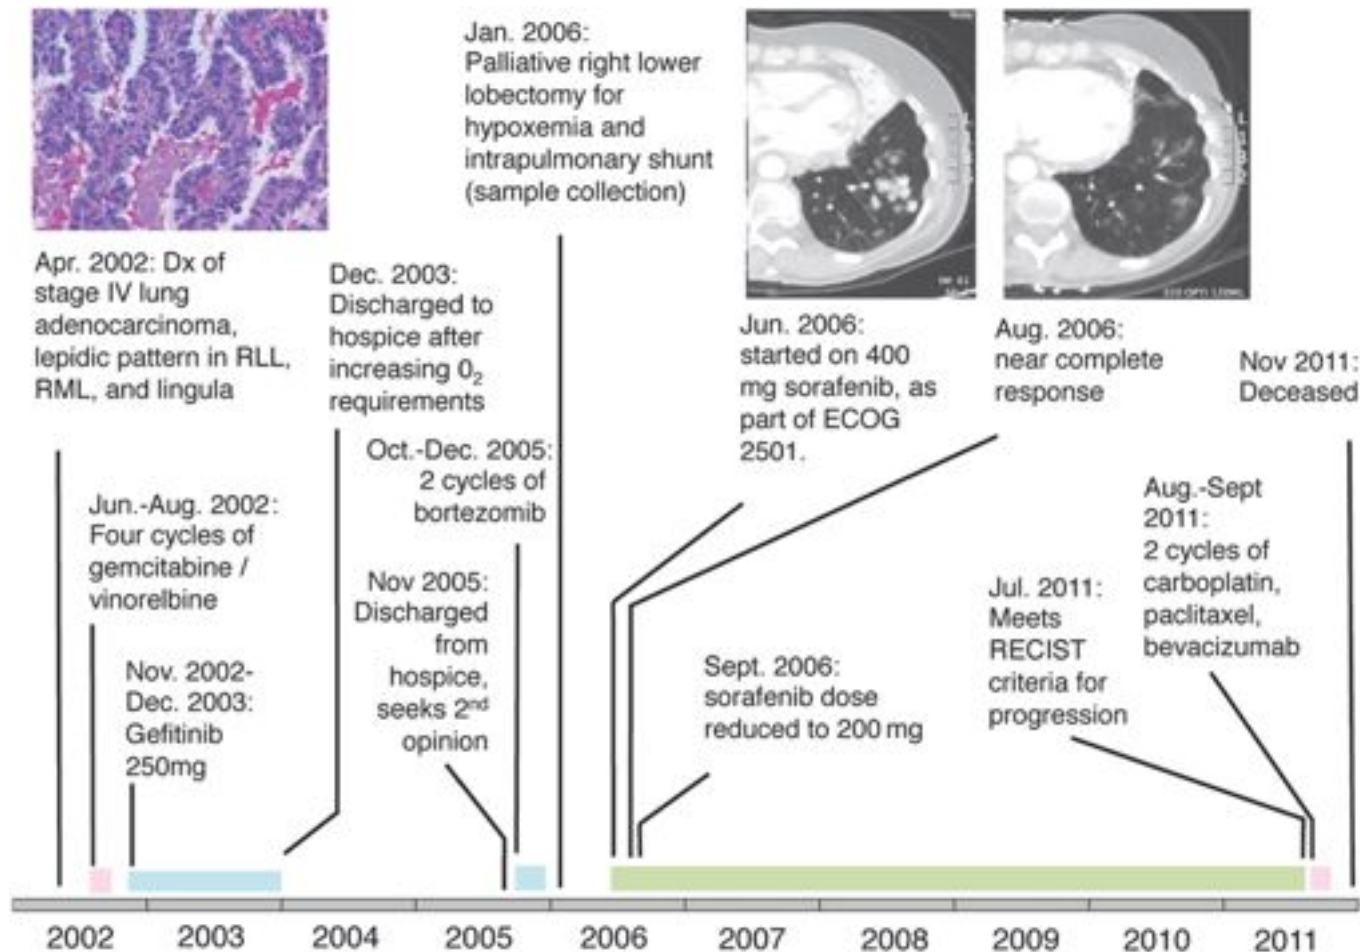 Apr. 2002: Dx of
stage IV lung
adenocarcinoma,
lepidic pattern in RLL,
RML, and lingula
Jun.-Aug. 2002:
Four cycles of
gemcitabine /
vinorelbine
Nov. 2002-
Dec. 2003:
Gefitinib
250mg
Dec. 2003:
Discharged to
hospice after
increasing 0₂
requirements
Oct.-Dec. 2005:
2 cycles of
bortezomib
Nov 2005:
Discharged
from
hospice,
seeks 2ⁿᵈ
opinion
Jan. 2006:
Palliative right lower
lobectomy for
hypoxemia and
intrapulmonary shunt
(sample collection)
Jun. 2006:
started on 400
mg sorafenib, as
part of ECOG
2501.
Aug. 2006:
near complete
response
Sept. 2006:
sorafenib dose
reduced to 200 mg
Jul. 2011:
Meets
RECIST
criteria for
progression
Aug.-Sept
2011:
2 cycles of
carboplatin,
paclitaxel,
bevacizumab
Nov 2011:
Deceased
2002 2003 2004 2005 2006 2007 2008 2009 2010 2011